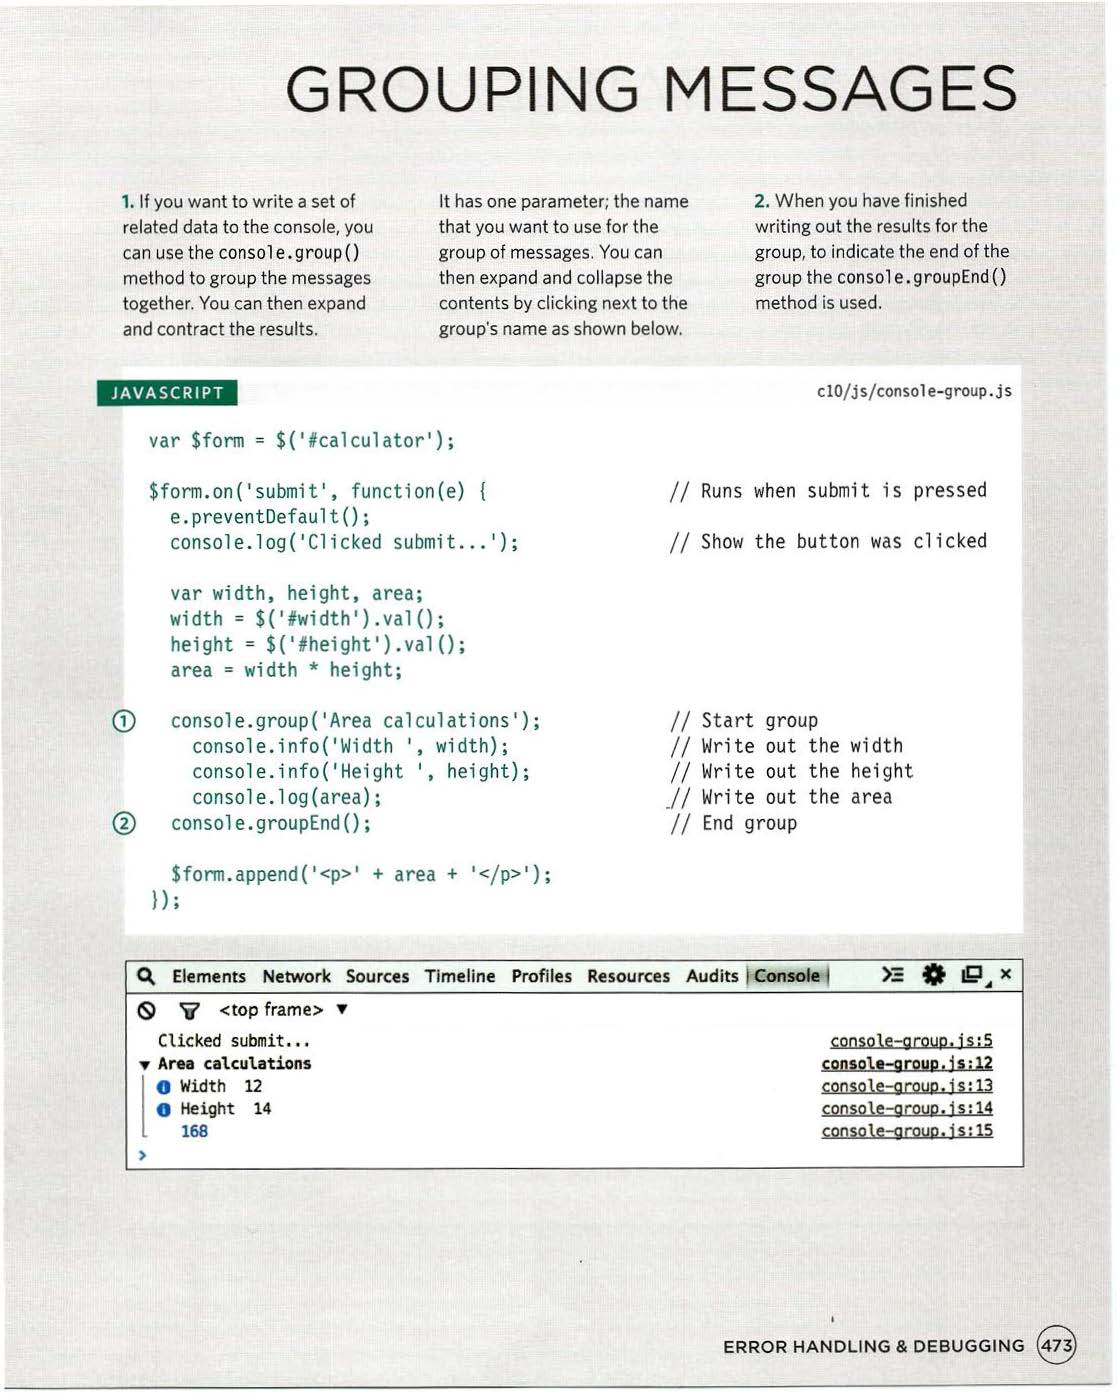 GROUPING MESSAGES
1. If you want to write a set of
related data to the console, you
can use the console.group()
method to group the messages
together. You can then expand
and contract the results.
It has one parameter; the name
that you want to use for the
group of messages. You can
then expand and collapse the
contents by clicking next to the
group's name as shown below.
2. When you have finished
writing out the results for the
group, to indicate the end of the
group the console.groupEnd()
method is used.
JAVASCRIPT c10/js/console-group.js
var $form = $('#calculator');
$form.on('submit', function(e) { // Runs when submit is pressed
e.preventDefault();
console.log('Clicked submit...'); // Show the button was clicked
var width, height, area;
width = $('#width').val();
height = $('#height').val();
area = width * height;
① console.group('Area calculations'); // Start group
console.info('Width ', width); // Write out the width
console.info('Height ', height); // Write out the height
console.log(area); // Write out the area
② console.groupEnd(); // End group
$form.append('<p>' + area + '</p>');
});
Elements Network Sources Timeline Profiles Resources Audits Console
<top frame> ▼
Clicked submit... console-group.js:5
▼ Area calculations console-group.js:12
Width 12 console-group.js:13
Height 14 console-group.js:14
168 console-group.js:15
>
ERROR HANDLING & DEBUGGING 473